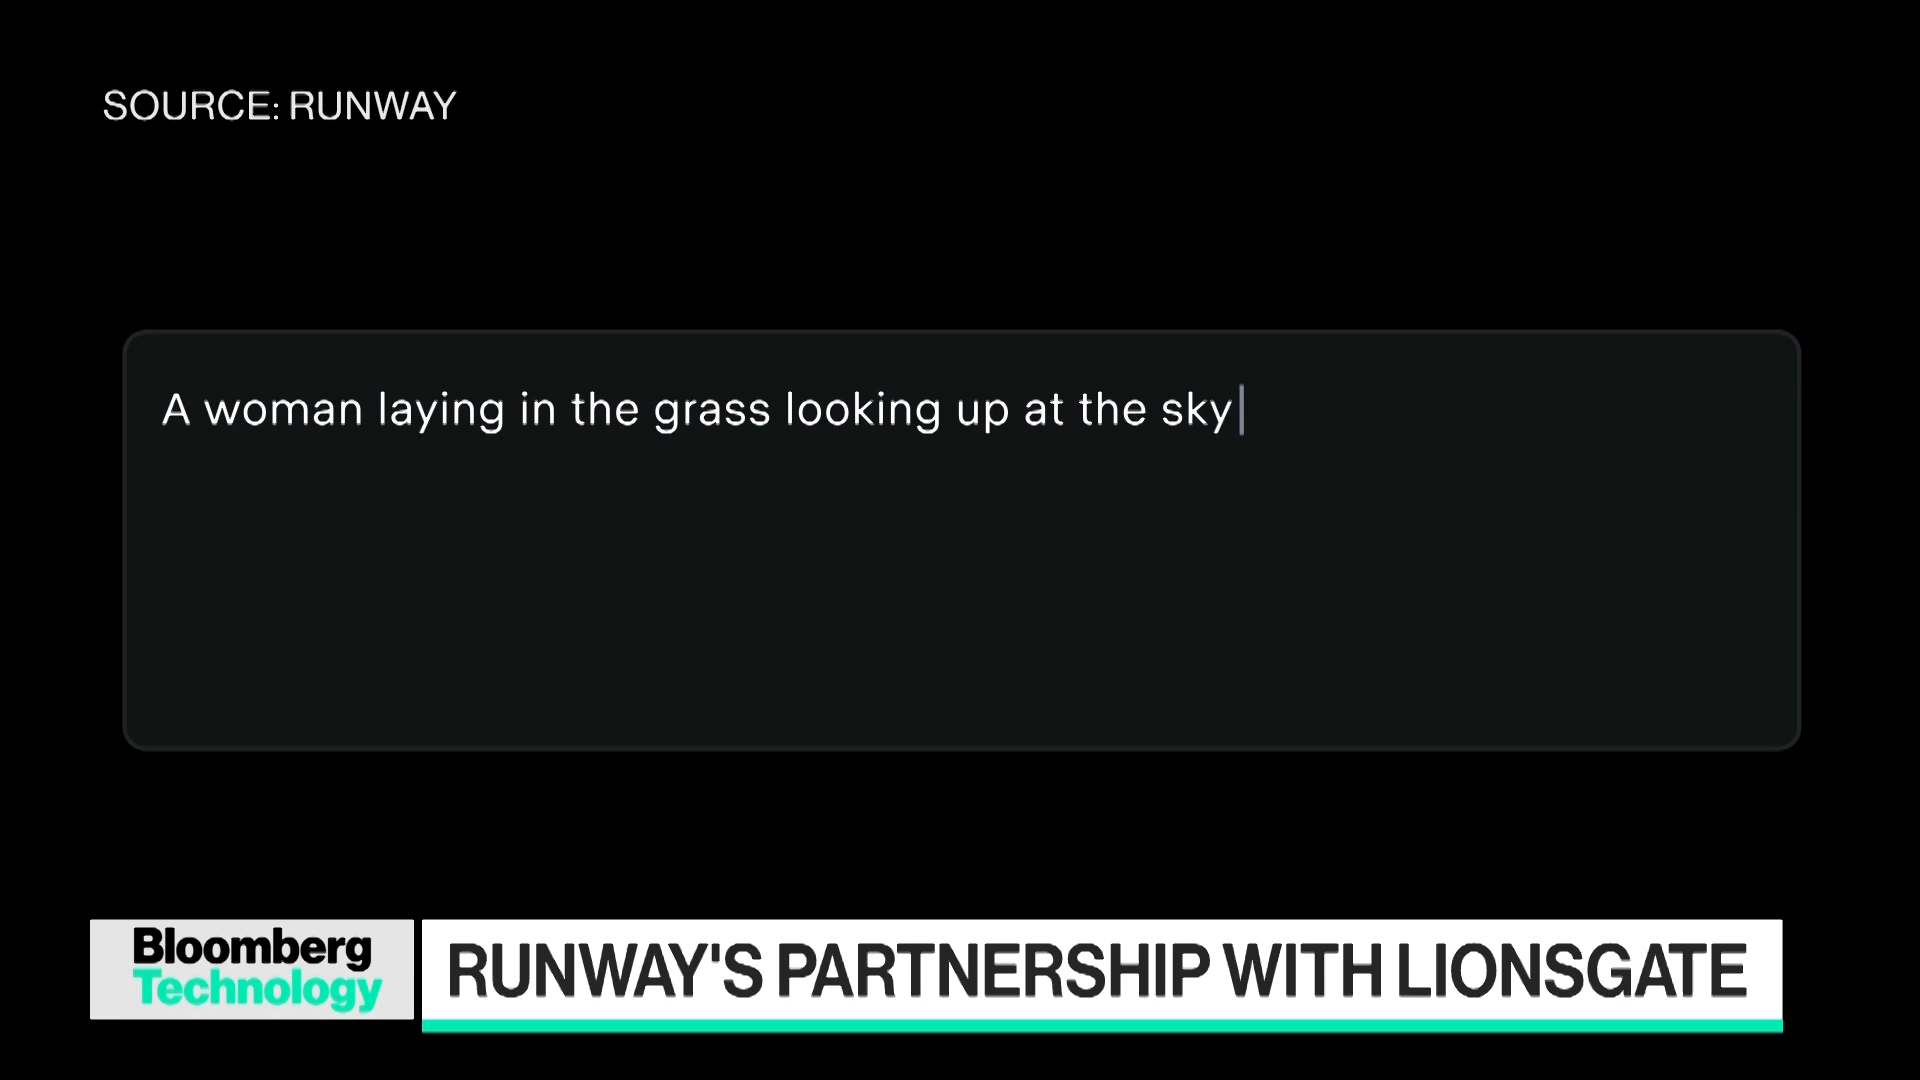 SOURCE: RUNWAY
A woman laying in the grass looking up at the sky
Bloomberg
Technology
RUNWAY'S PARTNERSHIP WITH LIONSGATE